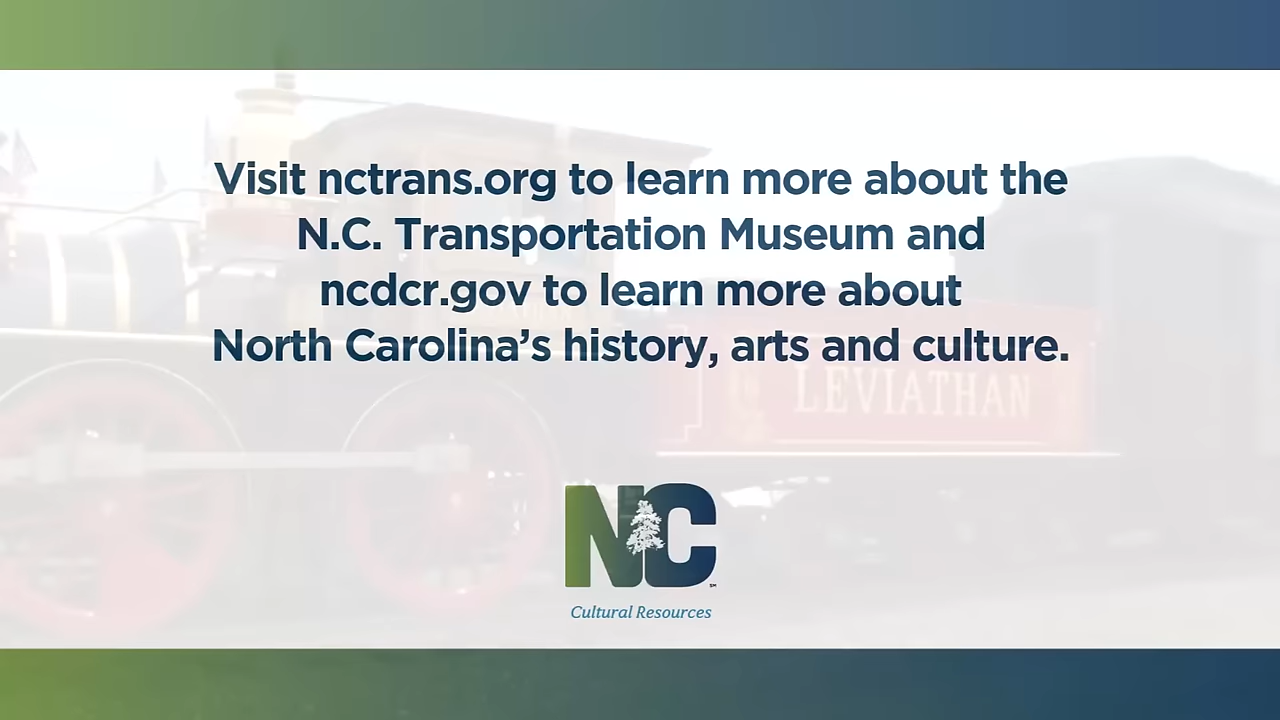 Visit nctrans.org to learn more about the
N.C. Transportation Museum and
ncdcr.gov to learn more about
North Carolina’s history, arts and culture.
LEVIATHAN
NC
SM
Cultural Resources